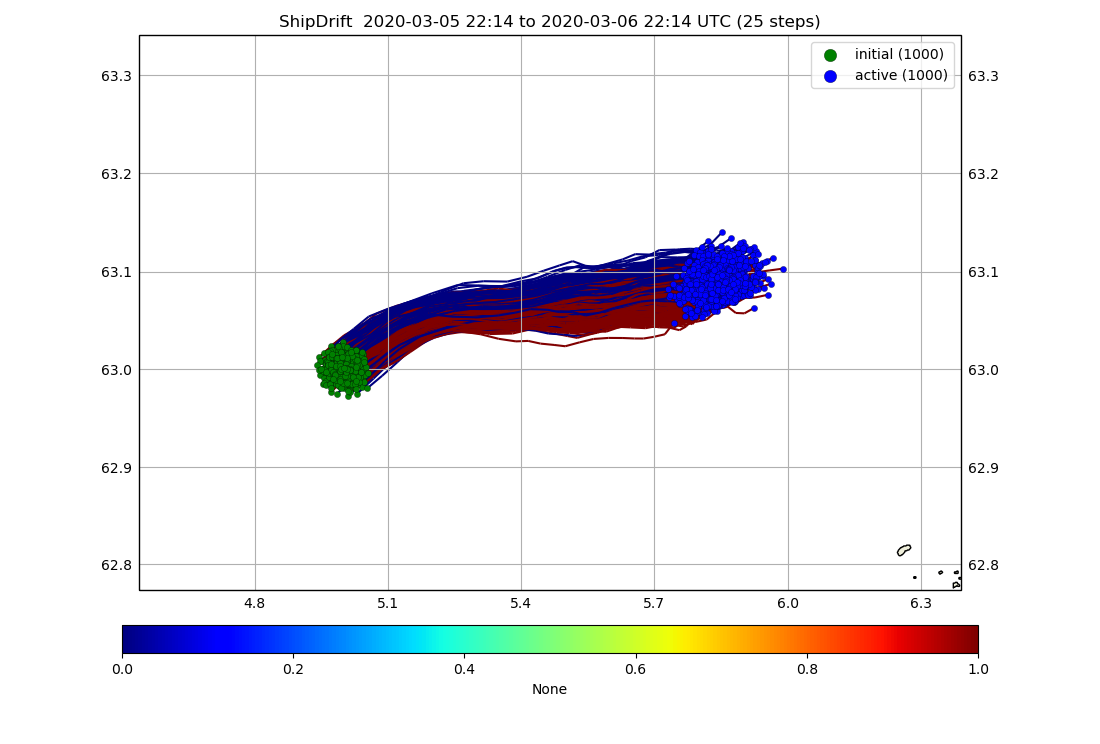 ShipDrift  2020-03-05 22:14 to 2020-03-06 22:14 UTC (25 steps)
initial (1000)
active (1000)
63.3 63.3
63.2 63.2
63.1 63.1
63.0 63.0
62.9 62.9
62.8 62.8
4.8 5.1 5.4 5.7 6.0 6.3
0.0 0.2 0.4 0.6 0.8 1.0
None